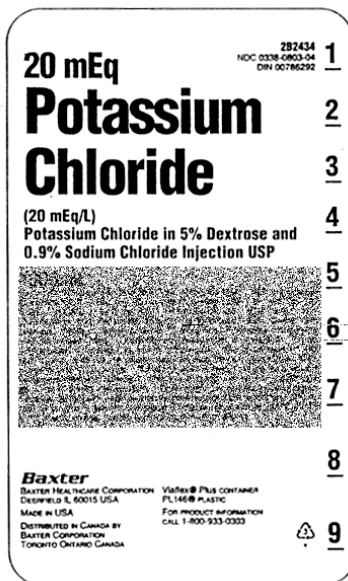 2B2434
NDC 0338-0803-04
DIN 00786292
20 mEq
Potassium
Chloride
(20 mEq/L)
Potassium Chloride in 5% Dextrose and
0.9% Sodium Chloride Injection USP
1
2
3
4
5
6
7
8
9
Baxter
BAXTER HEALTHCARE CORPORATION
DEERFIELD IL 60015 USA
MADE IN USA
DISTRIBUTED IN CANADA BY
BAXTER CORPORATION
TORONTO ONTARIO CANADA
Viaflex® Plus CONTAINER
PL146® PLASTIC
FOR PRODUCT INFORMATION
CALL 1-800-933-0303